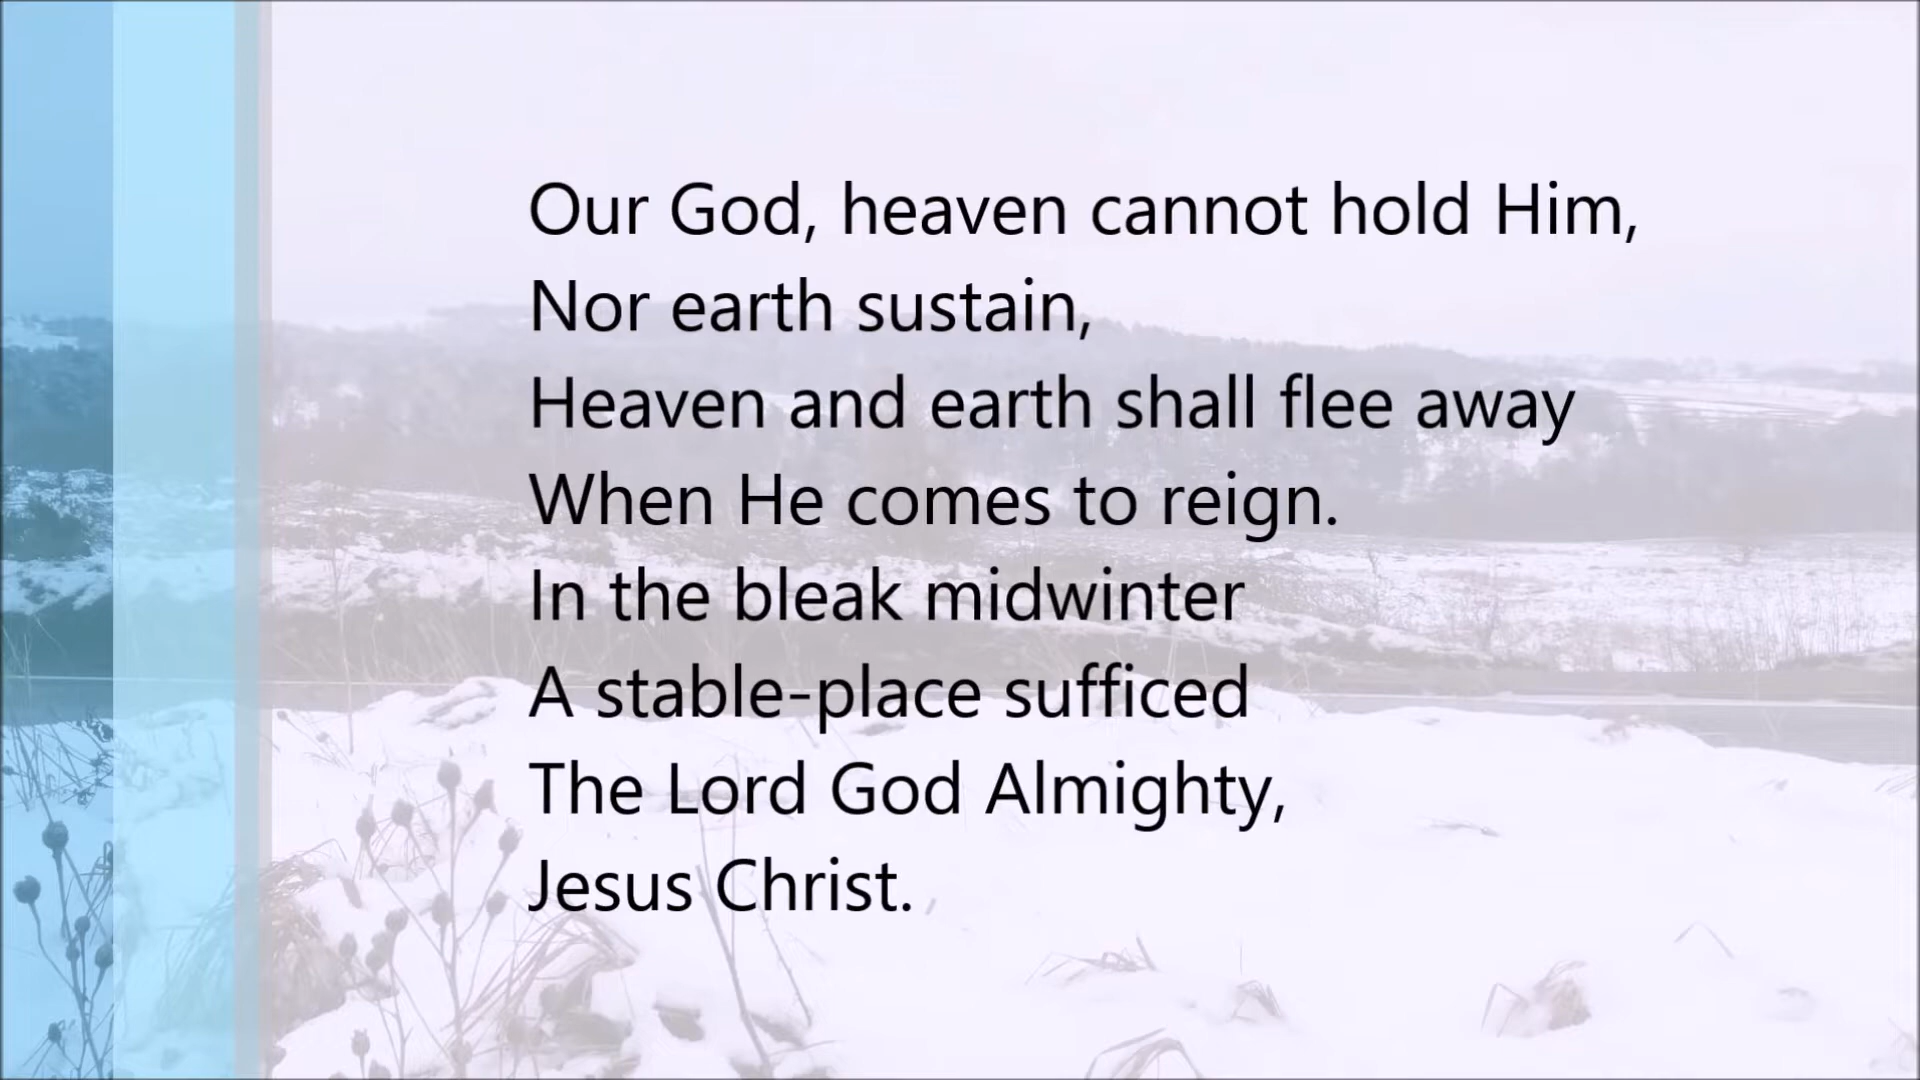 Our God, heaven cannot hold Him,
Nor earth sustain,
Heaven and earth shall flee away
When He comes to reign.
In the bleak midwinter
A stable-place sufficed
The Lord God Almighty,
Jesus Christ.